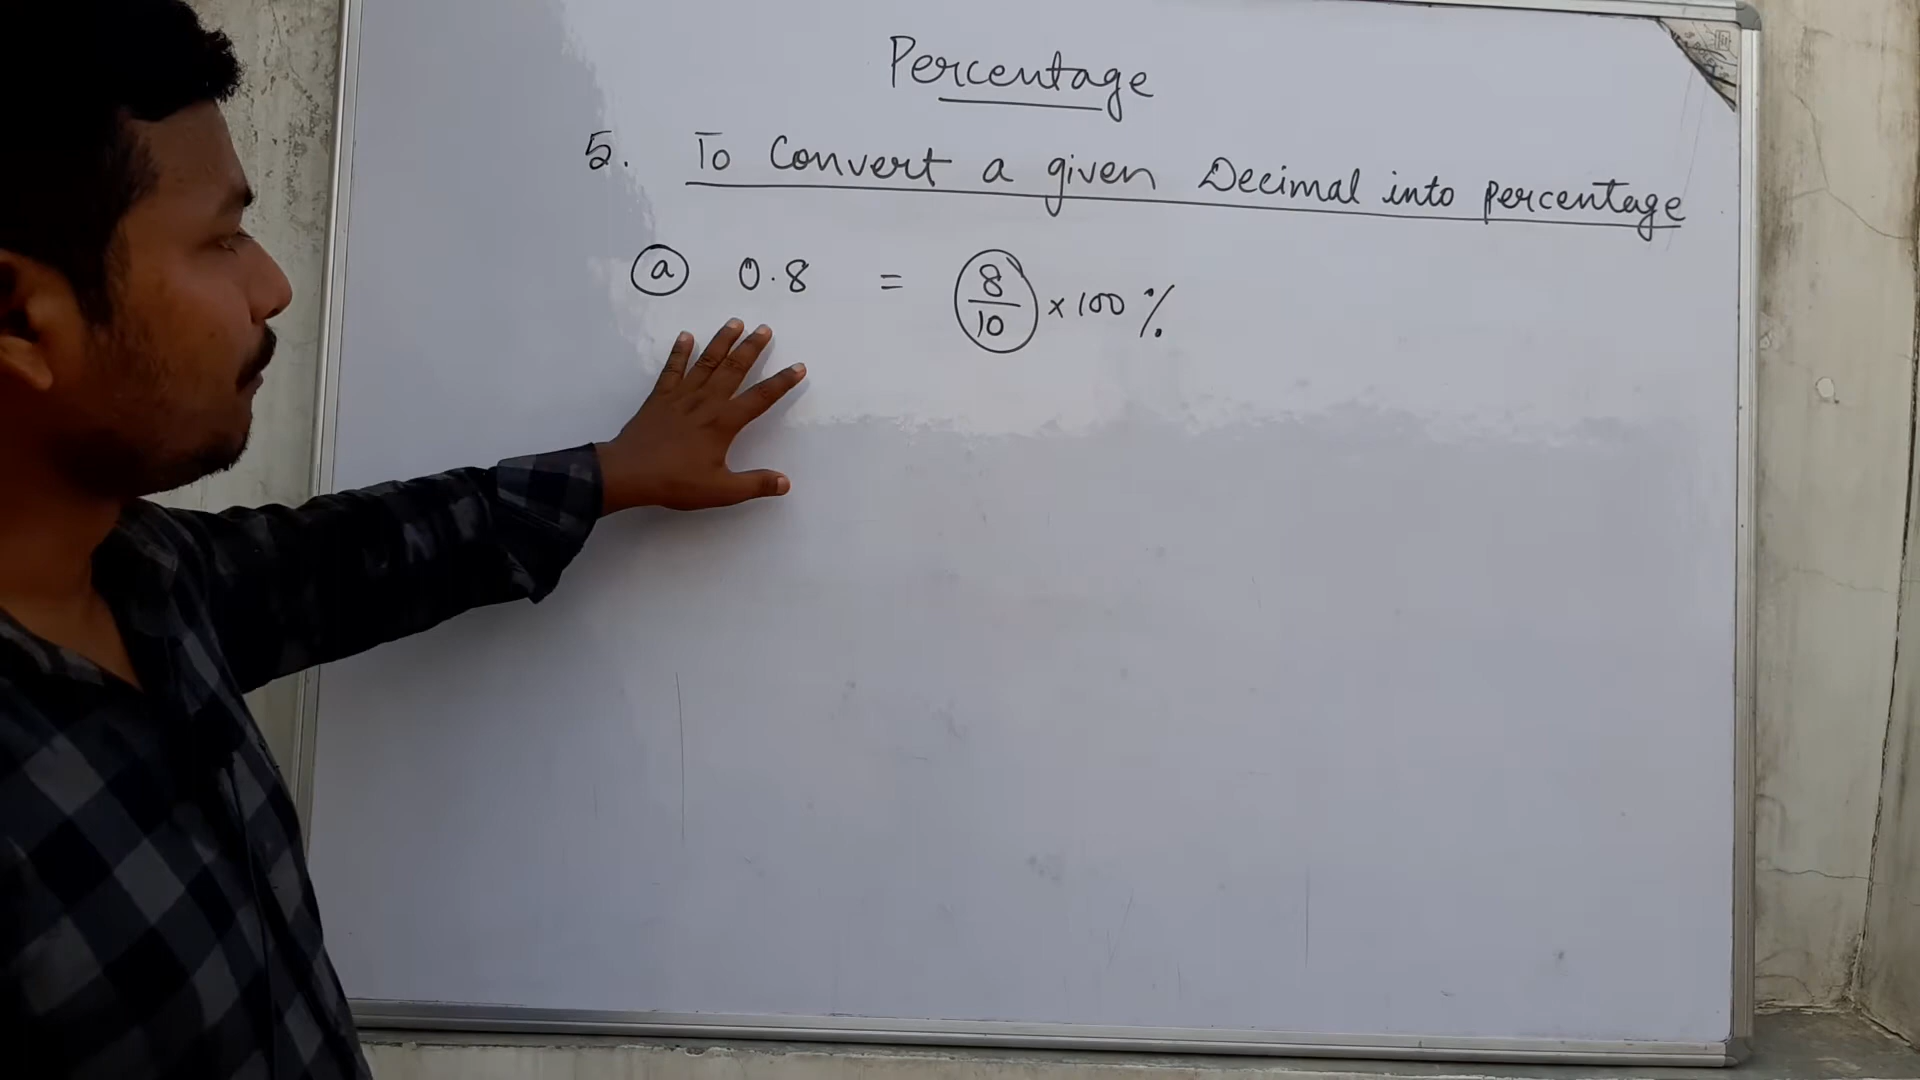 Percentage
5. To Convert a given Decimal into percentage
(a) 0.8 = 8/10 × 100 %